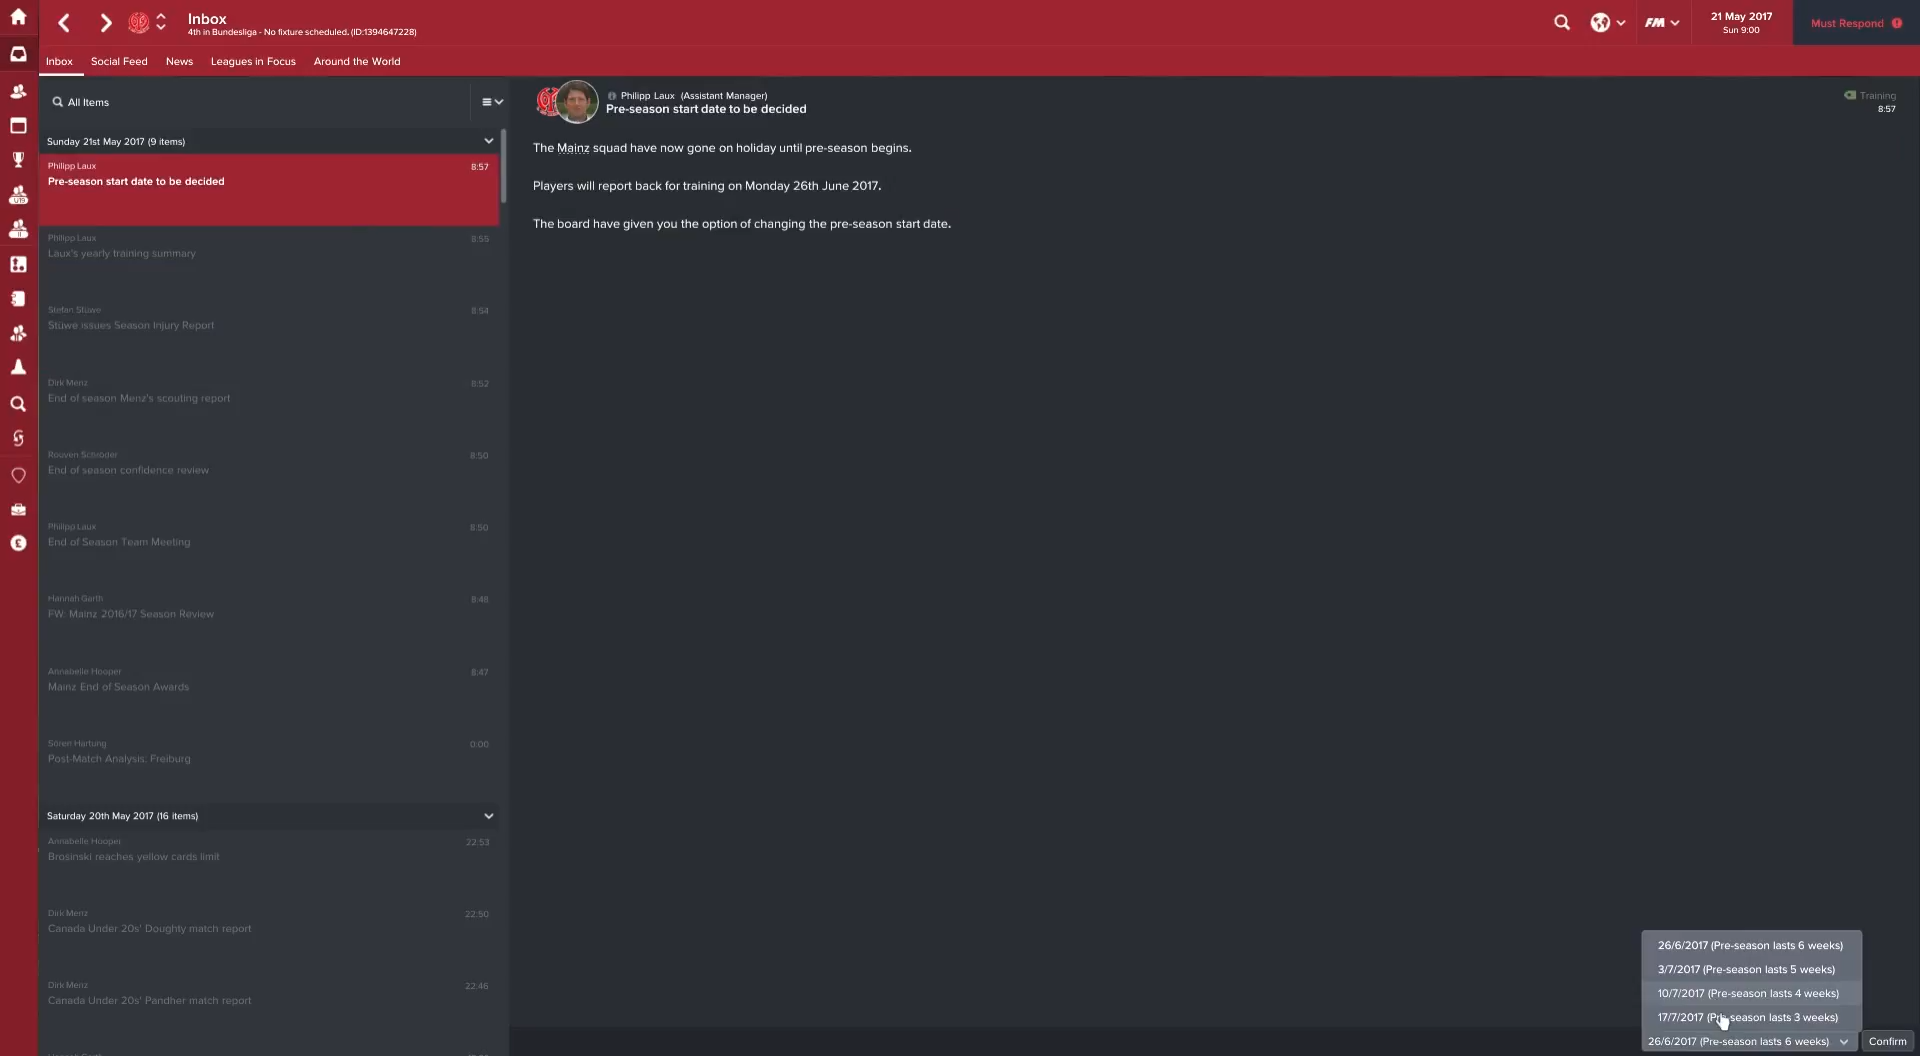 Inbox
4th in Bundesliga - No fixture scheduled. (ID:1394647228)
FM
21 May 2017
Sun 9:00
Must Respond
Inbox
Social Feed
News
Leagues in Focus
Around the World
All Items
Sunday 21st May 2017 (9 items)
Philipp Laux
8:57
Pre-season start date to be decided
Philipp Laux
8:55
Laux's yearly training summary
Stefan Stüwe
8:54
Stüwe issues Season Injury Report
Dirk Menz
8:52
End of season Menz's scouting report
Rouven Schröder
8:50
End of season confidence review
Philipp Laux
8:50
End of Season Team Meeting
Hannah Garth
8:48
FW: Mainz 2016/17 Season Review
Annabelle Hooper
8:47
Mainz End of Season Awards
Sören Hartung
0:00
Post-Match Analysis: Freiburg
Saturday 20th May 2017 (16 items)
Annabelle Hooper
22:53
Brosinski reaches yellow cards limit
Dirk Menz
22:50
Canada Under 20s' Doughty match report
Dirk Menz
22:46
Canada Under 20s' Pandher match report
Philipp Laux (Assistant Manager)
Pre-season start date to be decided
Training
8:57
The Mainz squad have now gone on holiday until pre-season begins.
Players will report back for training on Monday 26th June 2017.
The board have given you the option of changing the pre-season start date.
26/6/2017 (Pre-season lasts 6 weeks)
3/7/2017 (Pre-season lasts 5 weeks)
10/7/2017 (Pre-season lasts 4 weeks)
17/7/2017 (Pre-season lasts 3 weeks)
26/6/2017 (Pre-season lasts 6 weeks)
Confirm